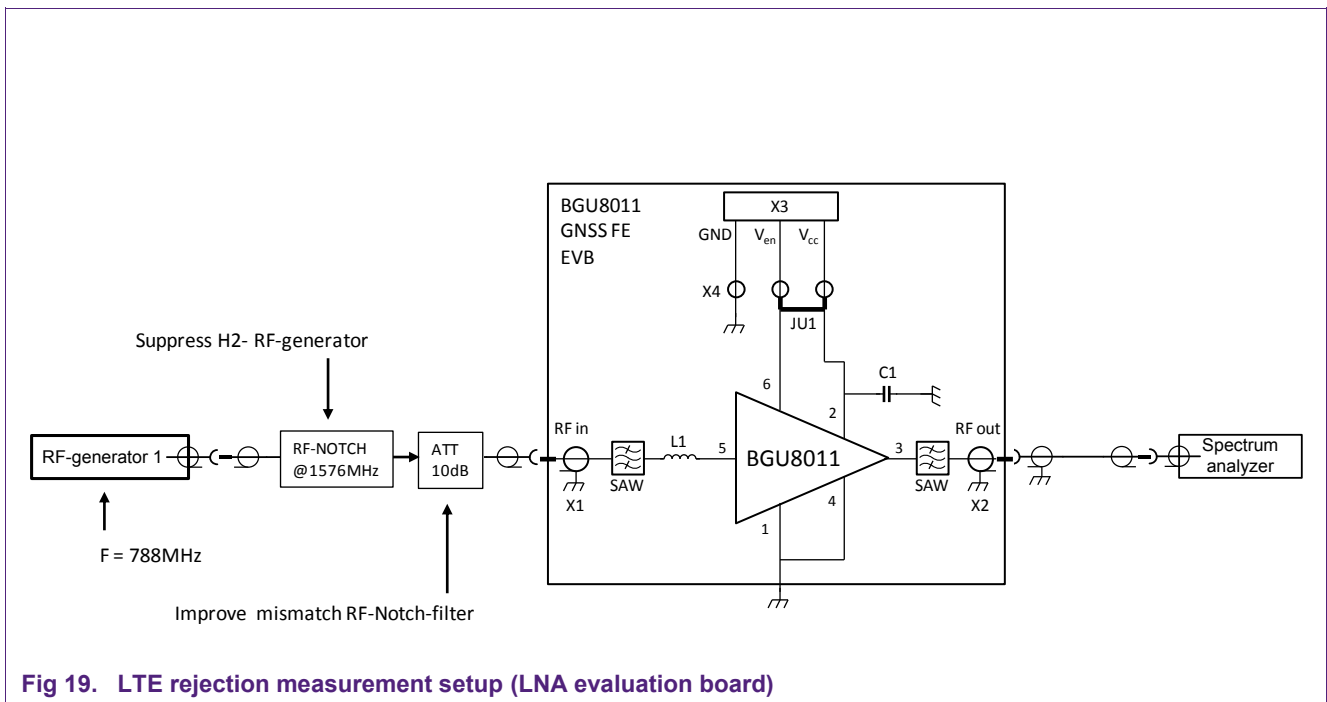 BGU8011
GNSS FE
EVB
X3
GND
Ven
Vcc
X4
JU1
C1
Suppress H2- RF-generator
6
2
RF in
L1
5
BGU8011
3
RF out
RF-generator 1
RF-NOTCH
@1576MHz
ATT
10dB
Spectrum
analyzer
SAW
SAW
X1
4
X2
1
F = 788MHz
Improve mismatch RF-Notch-filter
Fig 19. LTE rejection measurement setup (LNA evaluation board)